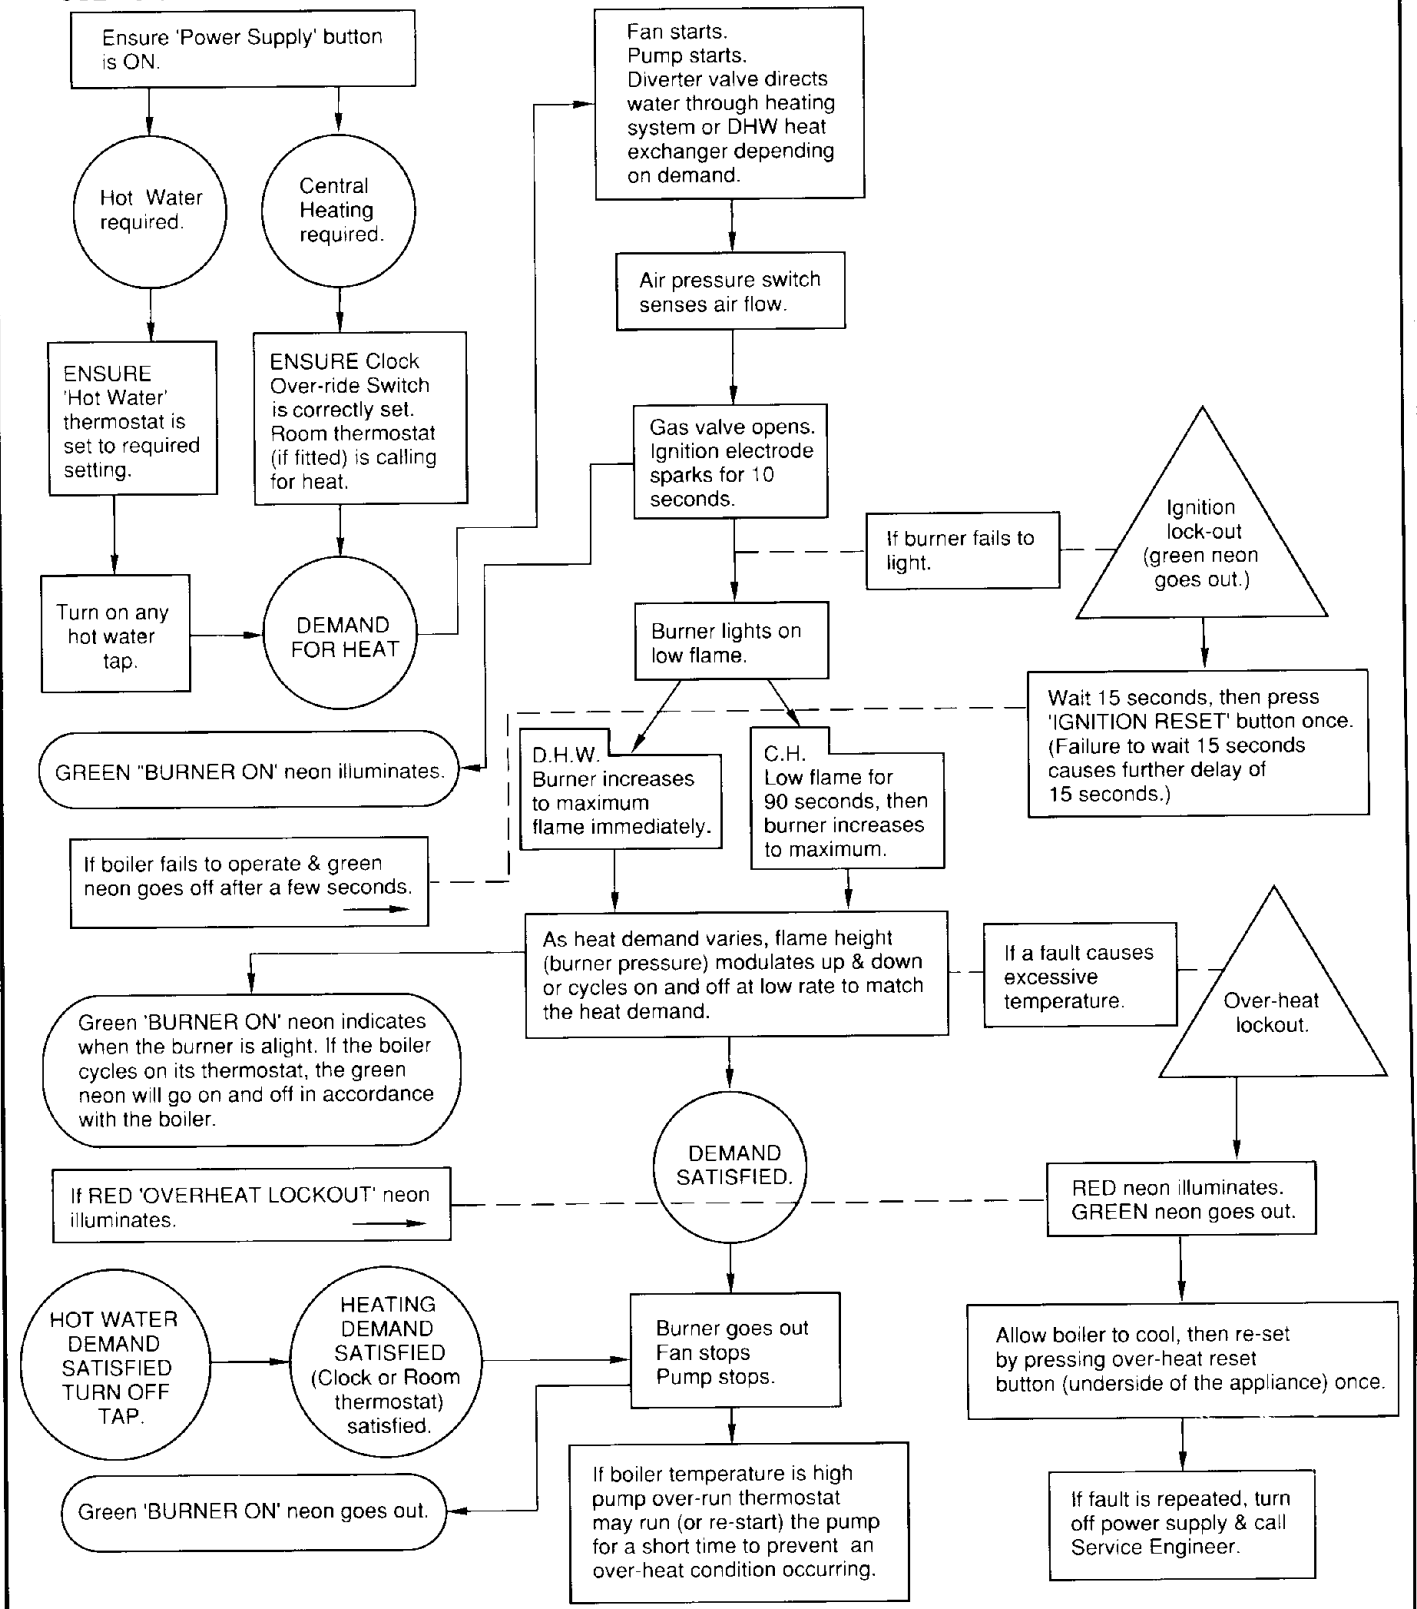 Ensure 'Power Supply' button
is ON.
Hot Water
required.
Central
Heating
required.
ENSURE
'Hot Water'
thermostat is
set to required
setting.
ENSURE Clock
Over-ride Switch
is correctly set.
Room thermostat
(if fitted) is calling
for heat.
Turn on any
hot water
tap.
DEMAND
FOR HEAT
Fan starts.
Pump starts.
Diverter valve directs
water through heating
system or DHW heat
exchanger depending
on demand.
Air pressure switch
senses air flow.
Gas valve opens.
Ignition electrode
sparks for 10
seconds.
If burner fails to
light.
Ignition
lock-out
(green neon
goes out.)
Burner lights on
low flame.
Wait 15 seconds, then press
'IGNITION RESET' button once.
(Failure to wait 15 seconds
causes further delay of
15 seconds.)
GREEN "BURNER ON' neon illuminates.
D.H.W.
Burner increases
to maximum
flame immediately.
C.H.
Low flame for
90 seconds, then
burner increases
to maximum.
If boiler fails to operate & green
neon goes off after a few seconds.
As heat demand varies, flame height
(burner pressure) modulates up & down
or cycles on and off at low rate to match
the heat demand.
If a fault causes
excessive
temperature.
Over-heat
lockout.
Green 'BURNER ON' neon indicates
when the burner is alight. If the boiler
cycles on its thermostat, the green
neon will go on and off in accordance
with the boiler.
DEMAND
SATISFIED.
If RED 'OVERHEAT LOCKOUT' neon
illuminates.
RED neon illuminates.
GREEN neon goes out.
HOT WATER
DEMAND
SATISFIED
TURN OFF
TAP.
HEATING
DEMAND
SATISFIED
(Clock or Room
thermostat)
satisfied.
Burner goes out
Fan stops
Pump stops.
Allow boiler to cool, then re-set
by pressing over-heat reset
button (underside of the appliance) once.
Green 'BURNER ON' neon goes out.
If boiler temperature is high
pump over-run thermostat
may run (or re-start) the pump
for a short time to prevent an
over-heat condition occurring.
If fault is repeated, turn
off power supply & call
Service Engineer.